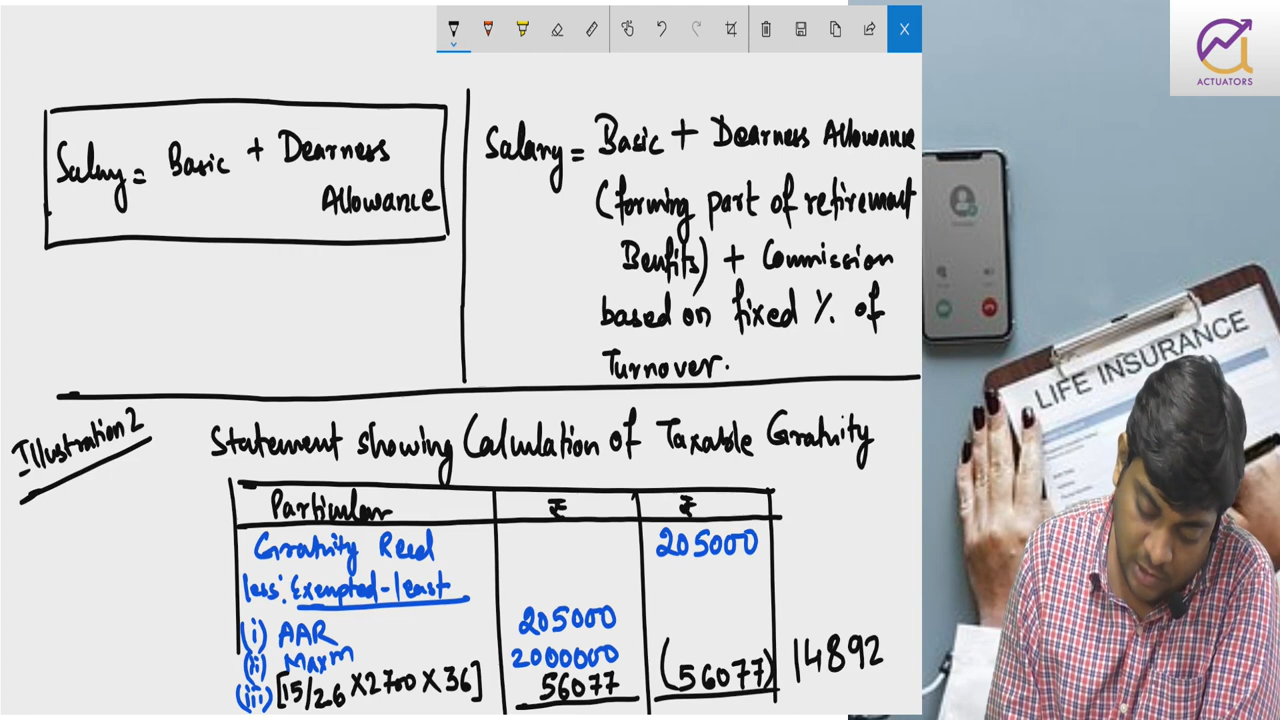 X
ACTUATORS
Salary = Basic + Dearness
Allowance
Salary = Basic + Dearness Allowance
(forming part of retirement
Benfits) + Commission
based on fixed % of
Turnover.
LIFE INSURANCE
Illustration 2
Statement showing Calculation of Taxable Gratuity
Particular ₹ ₹
Gratuity Recd 205000
less: Exempted-least
(i) AAR 205000
(ii) Maxm 2000000
(iii) [15/26 X 2700 X 36] 56077 (56077) 14892